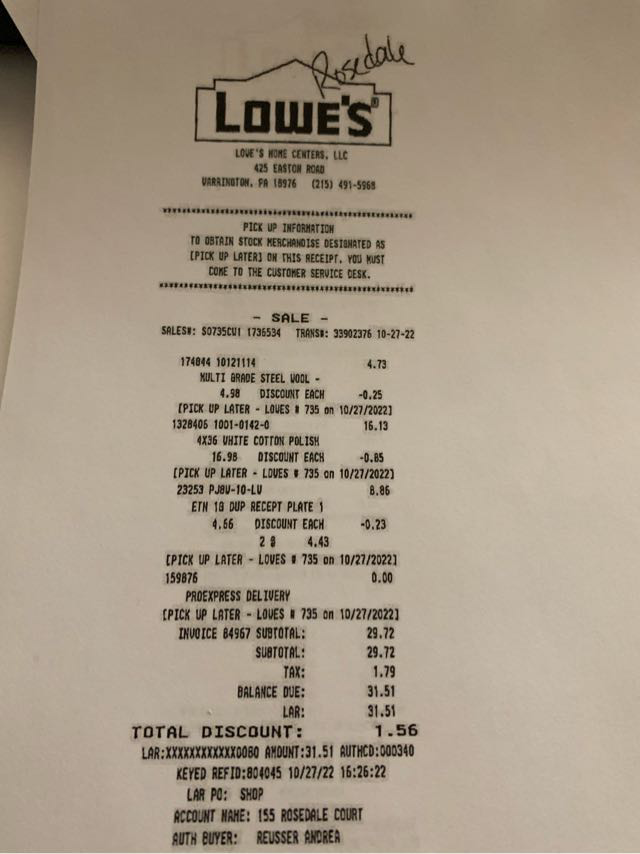 Rosedale
LOWE'S
LOWE'S HOME CENTERS, LLC
425 EASTON ROAD
WARRINGTON, PA 18976 (215) 491-5968
*******************************************************
PICK UP INFORMATION
TO OBTAIN STOCK MERCHANDISE DESIGNATED AS
[PICK UP LATER] ON THIS RECEIPT, YOU MUST
COME TO THE CUSTOMER SERVICE DESK.
*******************************************************
- SALE -
SALES#: S0735CU1 1736534 TRANS#: 33902376 10-27-22
174844 10121114 4.73
MULTI GRADE STEEL WOOL -
4.98 DISCOUNT EACH -0.25
[PICK UP LATER - LOWES # 735 on 10/27/2022]
1328406 1001-0142-0 16.13
4X36 WHITE COTTON POLISH
16.98 DISCOUNT EACH -0.85
[PICK UP LATER - LOWES # 735 on 10/27/2022]
23253 PJ8W-10-LW 8.86
ETN 1G DUP RECEPT PLATE 1
4.66 DISCOUNT EACH -0.23
2 @ 4.43
[PICK UP LATER - LOWES # 735 on 10/27/2022]
159876 0.00
PROEXPRESS DELIVERY
[PICK UP LATER - LOWES # 735 on 10/27/2022]
INVOICE 84967 SUBTOTAL: 29.72
SUBTOTAL: 29.72
TAX: 1.79
BALANCE DUE: 31.51
LAR: 31.51
TOTAL DISCOUNT: 1.56
LAR:XXXXXXXXXXXX0060 AMOUNT:31.51 AUTHCD:000340
KEYED REFID:804045 10/27/22 16:26:22
LAR PO: SHOP
ACCOUNT NAME: 155 ROSEDALE COURT
AUTH BUYER: REUSSER ANDREA